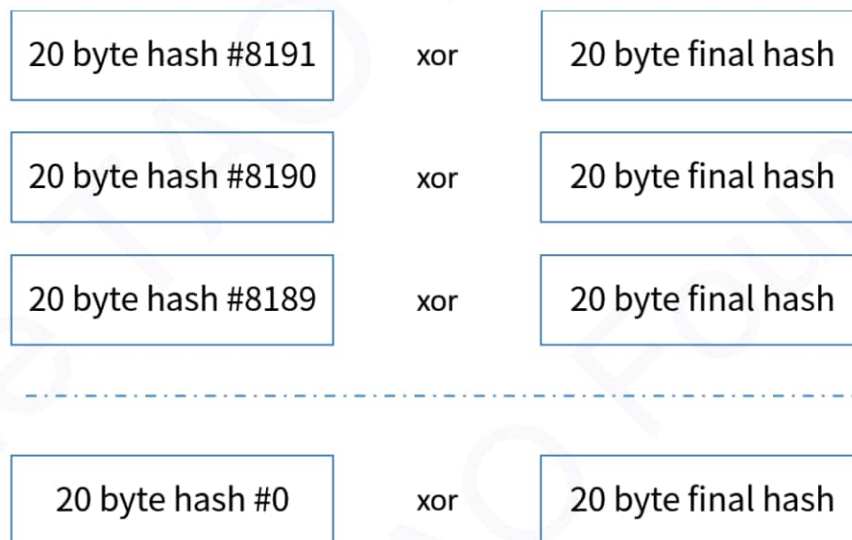 20 byte hash #8191 xor 20 byte final hash
20 byte hash #8190 xor 20 byte final hash
20 byte hash #8189 xor 20 byte final hash
20 byte hash #0 xor 20 byte final hash